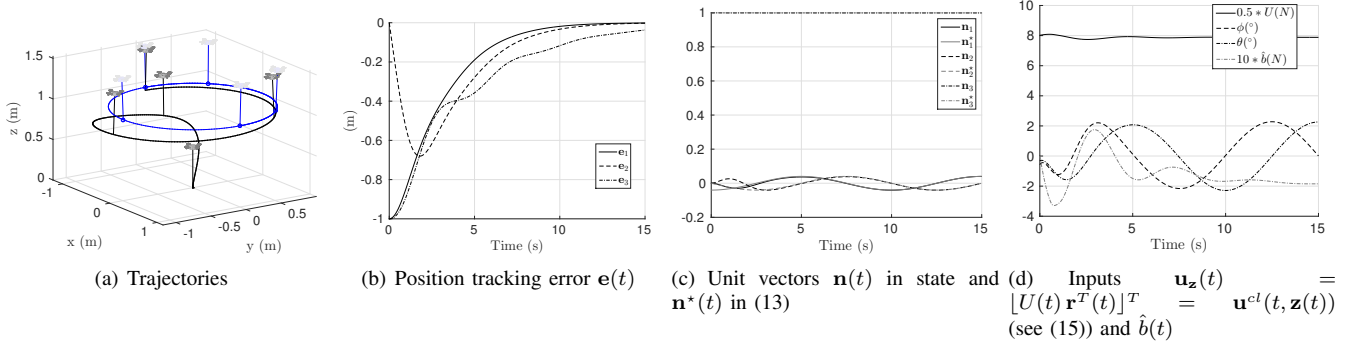 1.5
1
0.5
0
z (m)
-1
0
1
x (m)
-1
-0.5
0
0.5
y (m)
(a) Trajectories
-0
-0.2
-0.4
-0.6
-0.8
-1
(m)
e₁
e₂
e₃
0
5
10
15
Time (s)
(b) Position tracking error e(t)
1
0.8
0.6
0.4
0.2
0
-0.2
n₁
n₁⋆
n₂
n₂⋆
n₃
n₃⋆
0
5
10
15
Time (s)
(c) Unit vectors n(t) in state and
n⋆(t) in (13)
10
8
6
4
2
0
-2
-4
0.5 * U(N)
ϕ(°)
θ(°)
10 * b̂(N)
0
5
10
15
Time (s)
(d) Inputs u_z(t) =
⌊U(t) r^T(t)⌋^T = u^{cl}(t, z(t))
(see (15)) and b̂(t)